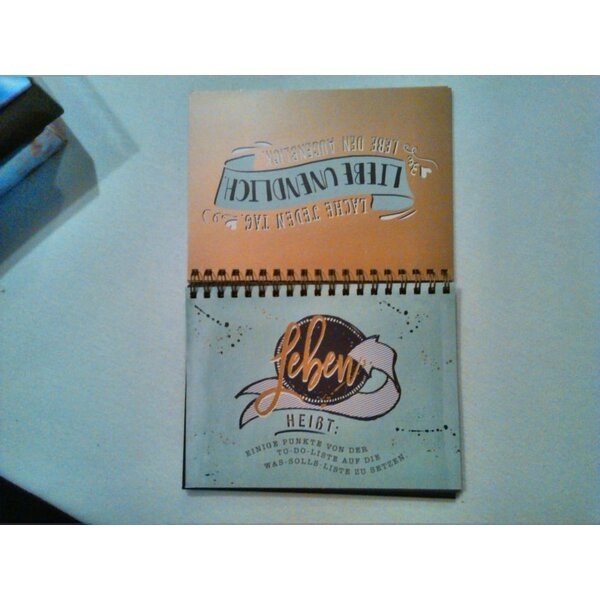 LACHE JEDEN TAG,
LIEBE UNENDLICH,
LEBE DEN AUGENBLICK.
Leben
HEIẞT:
EINIGE PUNKTE VON DER
TO-DO-LISTE AUF DIE
WAS-SOLLS-LISTE ZU SETZEN.